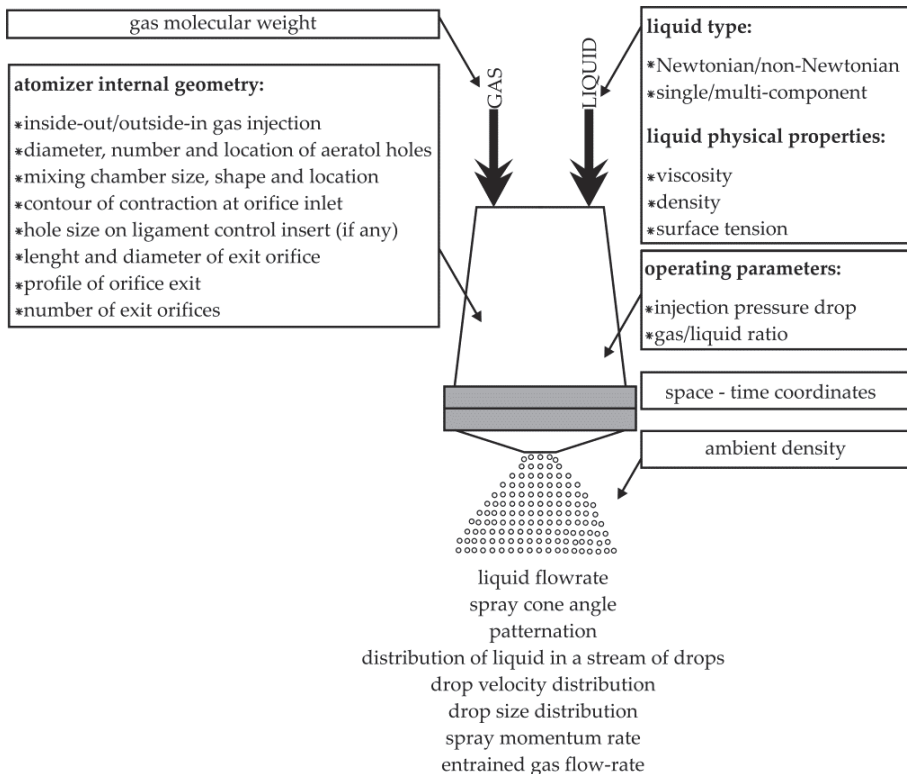 gas molecular weight
atomizer internal geometry:
*inside-out/outside-in gas injection
*diameter, number and location of aeratol holes
*mixing chamber size, shape and location
*contour of contraction at orifice inlet
*hole size on ligament control insert (if any)
*lenght and diameter of exit orifice
*profile of orifice exit
*number of exit orifices
GAS
LIQUID
liquid type:
*Newtonian/non-Newtonian
*single/multi-component
liquid physical properties:
*viscosity
*density
*surface tension
operating parameters:
*injection pressure drop
*gas/liquid ratio
space - time coordinates
ambient density
liquid flowrate
spray cone angle
patternation
distribution of liquid in a stream of drops
drop velocity distribution
drop size distribution
spray momentum rate
entrained gas flow-rate